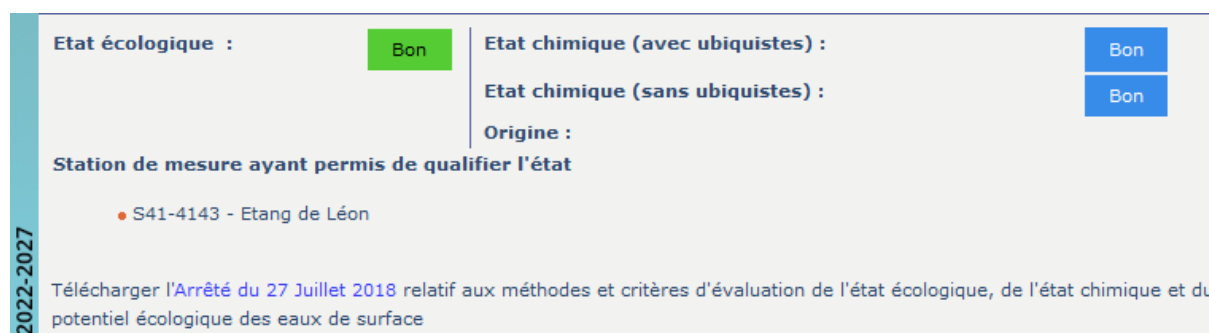 Etat écologique : Bon
Etat chimique (avec ubiquistes) : Bon
Etat chimique (sans ubiquistes) : Bon
Origine :
Station de mesure ayant permis de qualifier l'état
S41-4143 - Etang de Léon
2022-2027
Télécharger l'Arrêté du 27 Juillet 2018 relatif aux méthodes et critères d'évaluation de l'état écologique, de l'état chimique et du
potentiel écologique des eaux de surface